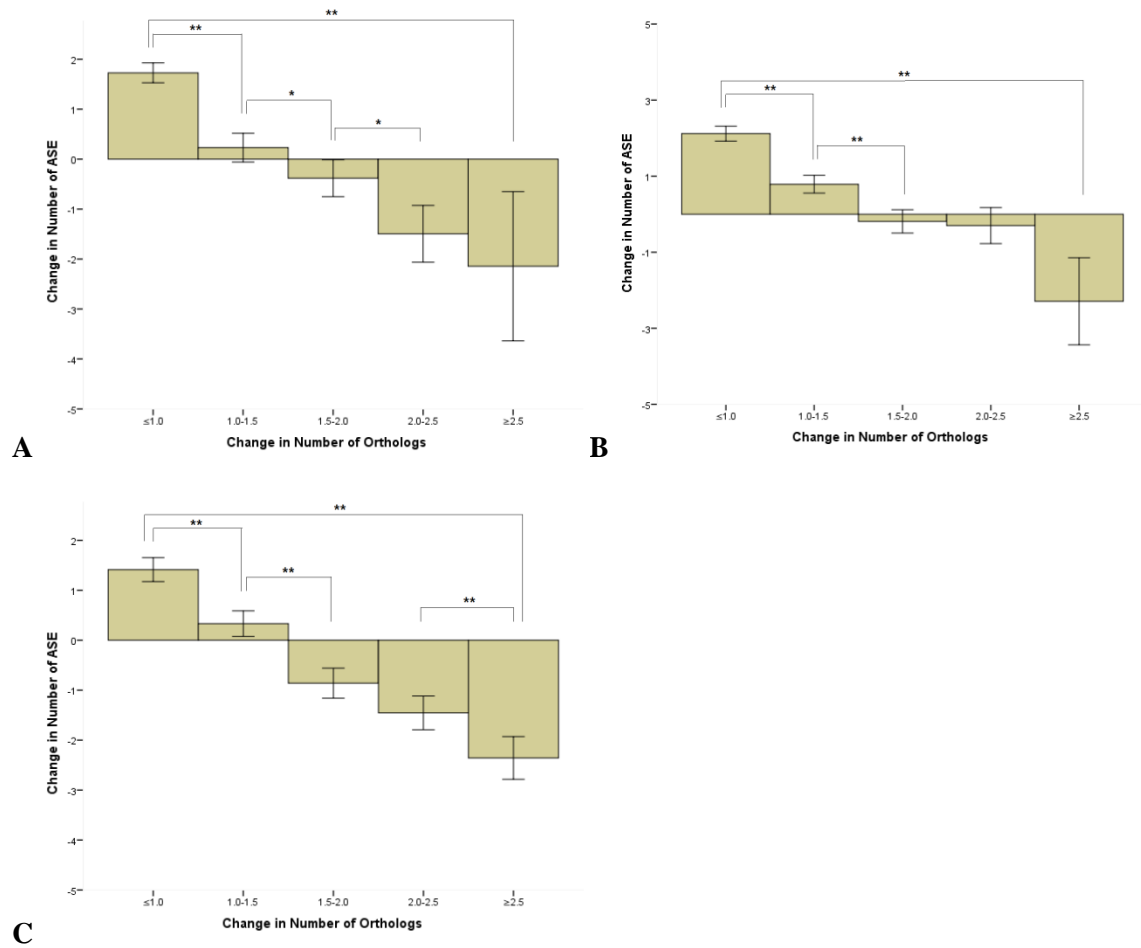 **
**
*
*
2
1
0
-1
-2
-3
-4
-5
Change in Number of ASE
≤1.0 1.0-1.5 1.5-2.0 2.0-2.5 ≥2.5
Change in Number of Orthologs
A
**
**
**
5
3
1
-1
-3
-5
Change in Number of ASE
≤1.0 1.0-1.5 1.5-2.0 2.0-2.5 ≥2.5
Change in Number of Orthologs
B
**
**
**
**
2
1
0
-1
-2
-3
-4
-5
Change in Number of ASE
≤1.0 1.0-1.5 1.5-2.0 2.0-2.5 ≥2.5
Change in Number of Orthologs
C